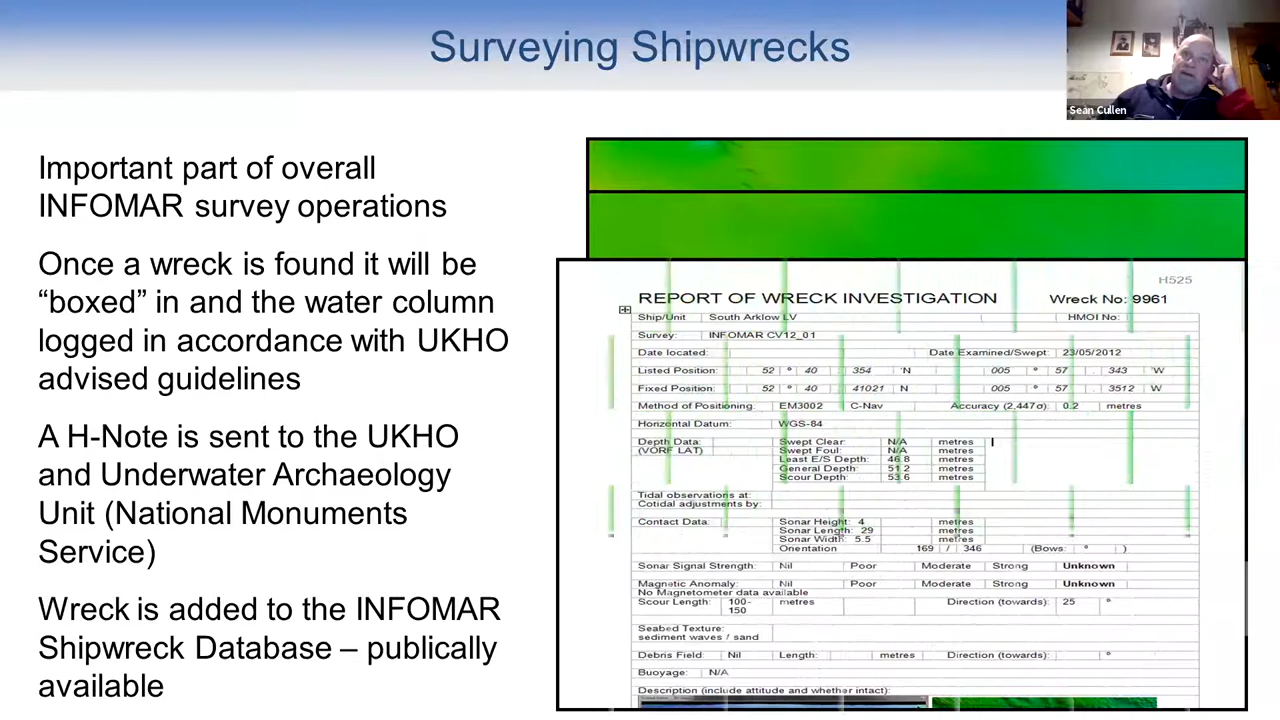 Surveying Shipwrecks
Sean Cullen
Important part of overall
INFOMAR survey operations
Once a wreck is found it will be
“boxed” in and the water column
logged in accordance with UKHO
advised guidelines
A H-Note is sent to the UKHO
and Underwater Archaeology
Unit (National Monuments
Service)
Wreck is added to the INFOMAR
Shipwreck Database – publically
available
H525
REPORT OF WRECK INVESTIGATION Wreck No: 9961
Ship/Unit South Arklow LV HMOI No:
Survey: INFOMAR CV12_01
Date located: Date Examined/Swept: 23/05/2012
Listed Position: 52 ° 40 . 354 'N 005 ° 57 . 343 'W
Fixed Position: 52 ° 40 . 41021 N 005 ° 57 . 3512 W
Method of Positioning: EM3002 C-Nav Accuracy (2.447σ): 0.2 metres
Horizontal Datum: WGS-84
Depth Data: Swept Clear: N/A metres
(VORF LAT) Swept Foul: N/A metres
Least E/S Depth: 46.8 metres
General Depth: 51.2 metres
Scour Depth: 53.6 metres
Tidal observations at:
Cotidal adjustments by:
Contact Data: Sonar Height: 4 metres
Sonar Length: 29 metres
Sonar Width: 5.5 metres
Orientation 169 / 346 (Bows: ° )
Sonar Signal Strength: Nil Poor Moderate Strong Unknown
Magnetic Anomaly: Nil Poor Moderate Strong Unknown
No Magnetometer data available
Scour Length: 100- metres Direction (towards): 25 °
150
Seabed Texture:
sediment waves / sand
Debris Field: Nil Length: metres Direction (towards): °
Buoyage: N/A
Description (include attitude and whether intact):